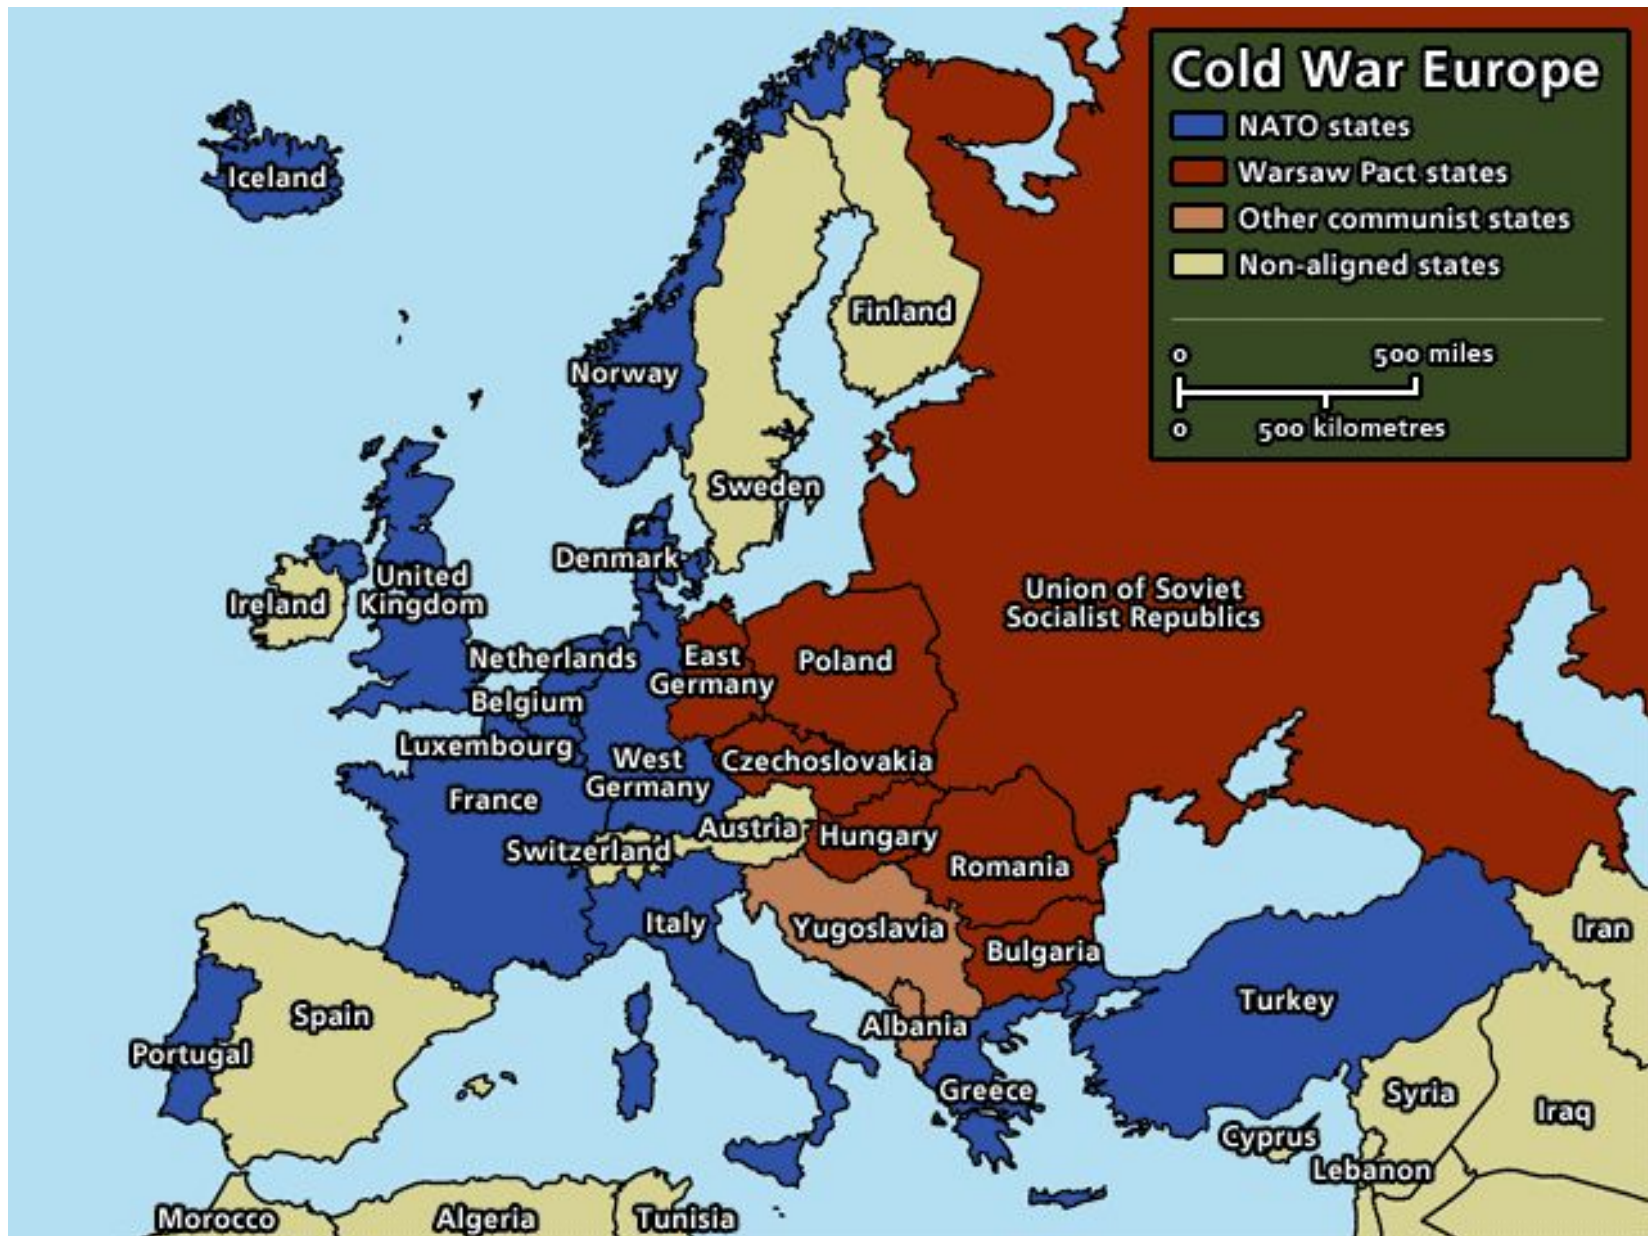 Cold War Europe
NATO states
Warsaw Pact states
Other communist states
Non-aligned states
0
500 miles
0
500 kilometres
Iceland
Finland
Norway
Sweden
Denmark
United
Kingdom
Ireland
Union of Soviet
Socialist Republics
Netherlands
East
Germany
Poland
Belgium
Luxembourg
West
Germany
Czechoslovakia
France
Austria
Hungary
Switzerland
Romania
Italy
Yugoslavia
Bulgaria
Iran
Spain
Turkey
Albania
Portugal
Greece
Syria
Iraq
Cyprus
Lebanon
Morocco
Algeria
Tunisia